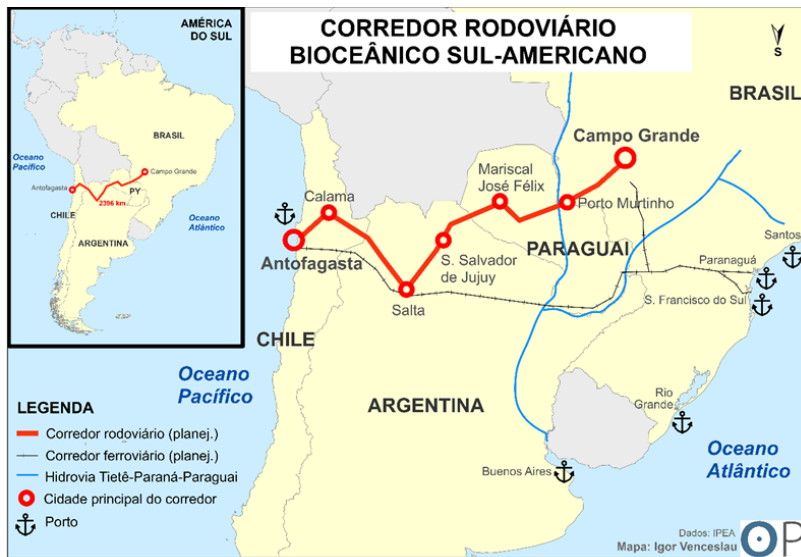 AMÉRICA
DO SUL
BRASIL
Oceano
Pacífico
Campo Grande
Antofagasta
PY
2396 km
CHILE
Oceano
Atlântico
ARGENTINA
CORREDOR RODOVIÁRIO
BIOCEÂNICO SUL-AMERICANO
S
BRASIL
Campo Grande
Mariscal
José Félix
Calama
Porto Murtinho
PARAGUAI
Antofagasta
S. Salvador
de Jujuy
Santos
Paranaguá
S. Francisco do Sul
Salta
CHILE
Oceano
Pacífico
ARGENTINA
Rio
Grande
Oceano
Atlântico
Buenos Aires
LEGENDA
Corredor rodoviário (planej.)
Corredor ferroviário (planej.)
Hidrovia Tietê-Paraná-Paraguai
Cidade principal do corredor
Porto
Dados: IPEA
Mapa: Igor Venceslau
OP